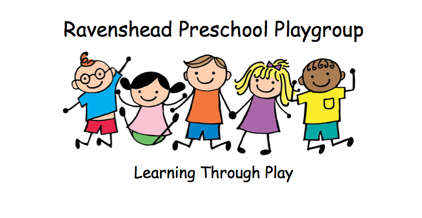 Ravenshead Preschool Playgroup
Learning Through Play